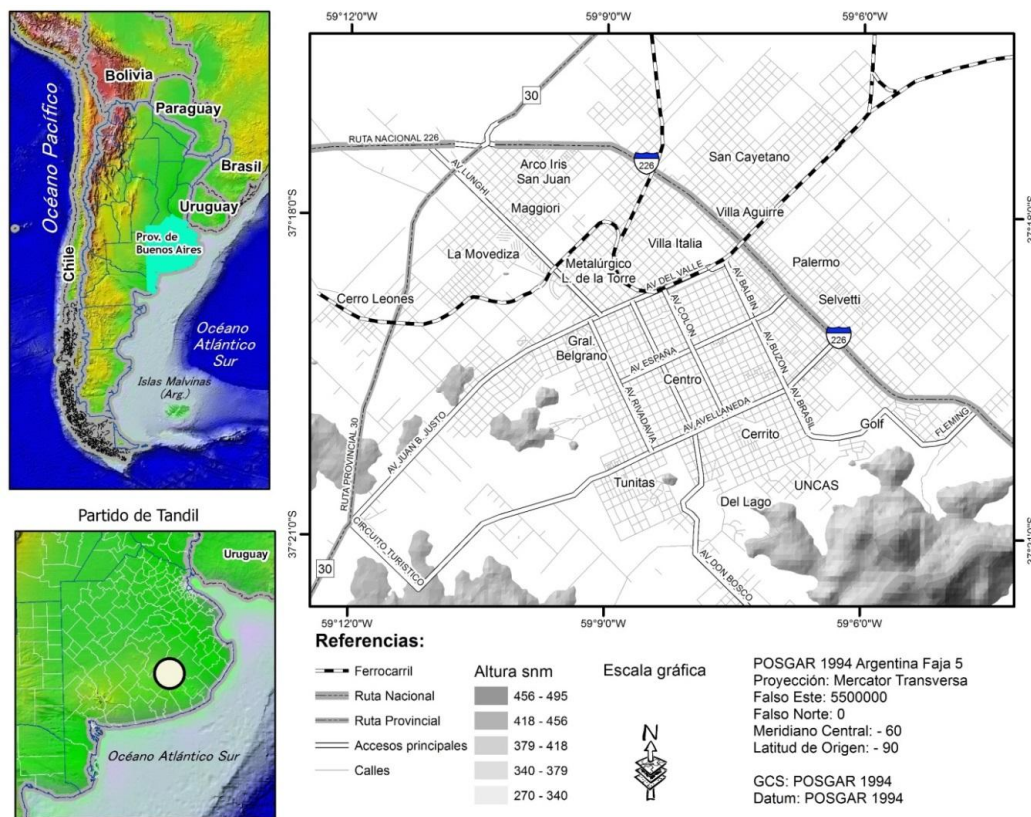 Océano Pacífico
Bolivia
Paraguay
Brasil
Uruguay
Prov. de
Buenos Aires
Chile
Océano
Atlántico
Sur
Islas Malvinas
(Arg.)
Partido de Tandil
Uruguay
Océano Atlántico Sur
59°12'0"W
59°9'0"W
59°6'0"W
37°18'0"S
37°21'0"S
37°18'0"S
37°21'0"S
30
RUTA NACIONAL 226
AV LUNGHI
Arco Iris
San Juan
226
San Cayetano
Maggiori
Villa Aguirre
La Movediza
Villa Italia
Metalúrgico
L. de la Torre
AV DEL VALLE
Palermo
Cerro Leones
AV BALBIN
Selvetti
AV COLON
226
Gral.
Belgrano
AV ESPAÑA
AV BUZON
Centro
AV RIVADAVIA
AV AVELLANEDA
AV BRASIL
Golf
FLEMING
AV JUAN B. JUSTO
RUTA PROVINCIAL 30
Cerrito
Tunitas
UNCAS
Del Lago
CIRCUITO TURISTICO
AV DON BOSCO
30
59°12'0"W
59°9'0"W
59°6'0"W
Referencias:
Ferrocarril
Ruta Nacional
Ruta Provincial
Accesos principales
Calles
Altura snm
456 - 495
418 - 456
379 - 418
340 - 379
270 - 340
Escala gráfica
N
POSGAR 1994 Argentina Faja 5
Proyección: Mercator Transversa
Falso Este: 5500000
Falso Norte: 0
Meridiano Central: - 60
Latitud de Origen: - 90
GCS: POSGAR 1994
Datum: POSGAR 1994